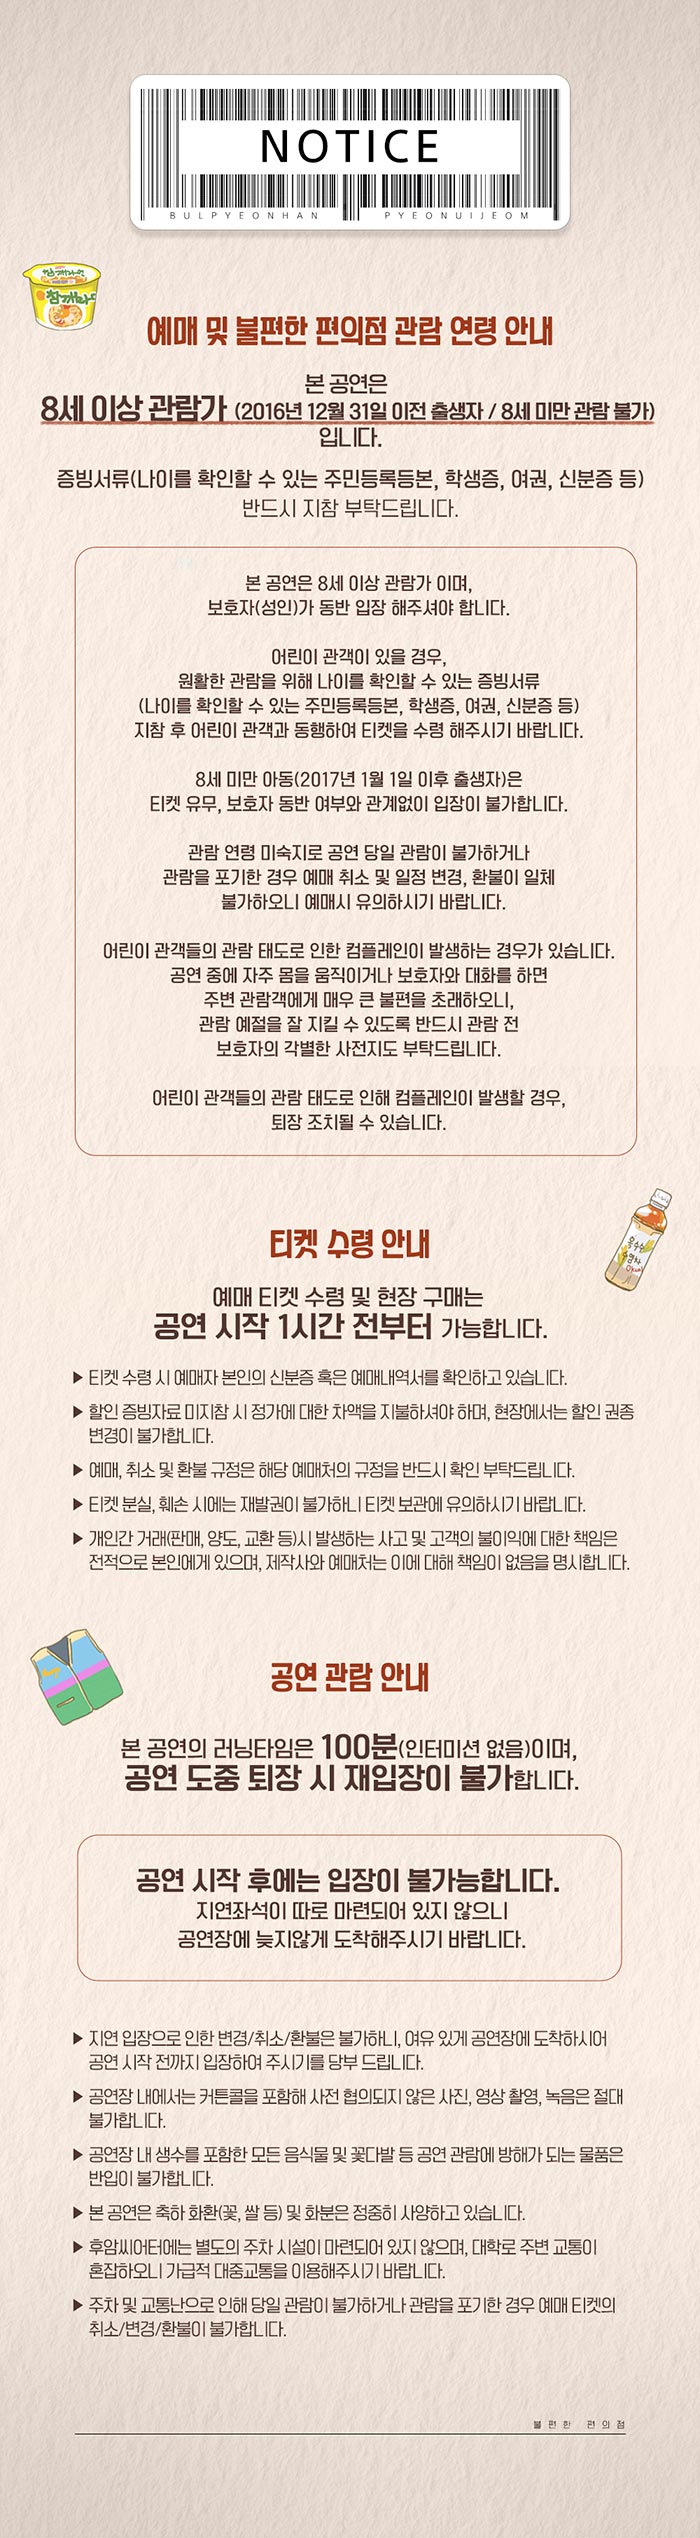 NOTICE
BULPYEONHAN PYEONUIJEOM
참깨라면
참깨라면
예매 및 불편한 편의점 관람 연령 안내
본 공연은
8세 이상 관람가 (2016년 12월 31일 이전 출생자 / 8세 미만 관람 불가)
입니다.
증빙서류(나이를 확인할 수 있는 주민등록등본, 학생증, 여권, 신분증 등)
반드시 지참 부탁드립니다.
본 공연은 8세 이상 관람가 이며,
보호자(성인)가 동반 입장 해주셔야 합니다.
어린이 관객이 있을 경우,
원활한 관람을 위해 나이를 확인할 수 있는 증빙서류
(나이를 확인할 수 있는 주민등록등본, 학생증, 여권, 신분증 등)
지참 후 어린이 관객과 동행하여 티켓을 수령 해주시기 바랍니다.
8세 미만 아동(2017년 1월 1일 이후 출생자)은
티켓 유무, 보호자 동반 여부와 관계없이 입장이 불가합니다.
관람 연령 미숙지로 공연 당일 관람이 불가하거나
관람을 포기한 경우 예매 취소 및 일정 변경, 환불이 일체
불가하오니 예매시 유의하시기 바랍니다.
어린이 관객들의 관람 태도로 인한 컴플레인이 발생하는 경우가 있습니다.
공연 중에 자주 몸을 움직이거나 보호자와 대화를 하면
주변 관람객에게 매우 큰 불편을 초래하오니,
관람 예절을 잘 지킬 수 있도록 반드시 관람 전
보호자의 각별한 사전지도 부탁드립니다.
어린이 관객들의 관람 태도로 인해 컴플레인이 발생할 경우,
퇴장 조치될 수 있습니다.
옥수수
수염차
티켓 수령 안내
예매 티켓 수령 및 현장 구매는
공연 시작 1시간 전부터 가능합니다.
▶ 티켓 수령 시 예매자 본인의 신분증 혹은 예매내역서를 확인하고 있습니다.
▶ 할인 증빙자료 미지참 시 정가에 대한 차액을 지불하셔야 하며, 현장에서는 할인 권종
변경이 불가합니다.
▶ 예매, 취소 및 환불 규정은 해당 예매처의 규정을 반드시 확인 부탁드립니다.
▶ 티켓 분실, 훼손 시에는 재발권이 불가하니 티켓 보관에 유의하시기 바랍니다.
▶ 개인간 거래(판매, 양도, 교환 등)시 발생하는 사고 및 고객의 불이익에 대한 책임은
전적으로 본인에게 있으며, 제작사와 예매처는 이에 대해 책임이 없음을 명시합니다.
공연 관람 안내
본 공연의 러닝타임은 100분(인터미션 없음)이며,
공연 도중 퇴장 시 재입장이 불가합니다.
공연 시작 후에는 입장이 불가능합니다.
지연좌석이 따로 마련되어 있지 않으니
공연장에 늦지않게 도착해주시기 바랍니다.
▶ 지연 입장으로 인한 변경/취소/환불은 불가하니, 여유 있게 공연장에 도착하시어
공연 시작 전까지 입장하여 주시기를 당부 드립니다.
▶ 공연장 내에서는 커튼콜을 포함해 사전 협의되지 않은 사진, 영상 촬영, 녹음은 절대
불가합니다.
▶ 공연장 내 생수를 포함한 모든 음식물 및 꽃다발 등 공연 관람에 방해가 되는 물품은
반입이 불가합니다.
▶ 본 공연은 축하 화환(꽃, 쌀 등) 및 화분은 정중히 사양하고 있습니다.
▶ 후암씨어터에는 별도의 주차 시설이 마련되어 있지 않으며, 대학로 주변 교통이
혼잡하오니 가급적 대중교통을 이용해주시기 바랍니다.
▶ 주차 및 교통난으로 인해 당일 관람이 불가하거나 관람을 포기한 경우 예매 티켓의
취소/변경/환불이 불가합니다.
불편한 편의점